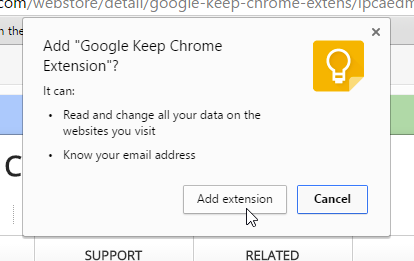 com/webstore/detail/google-keep-chrome-extens/lpcaedm
n the
Add "Google Keep Chrome
Extension"?
It can:
• Read and change all your data on the
websites you visit
• Know your email address
C
Add extension
Cancel
SUPPORT
RELATED